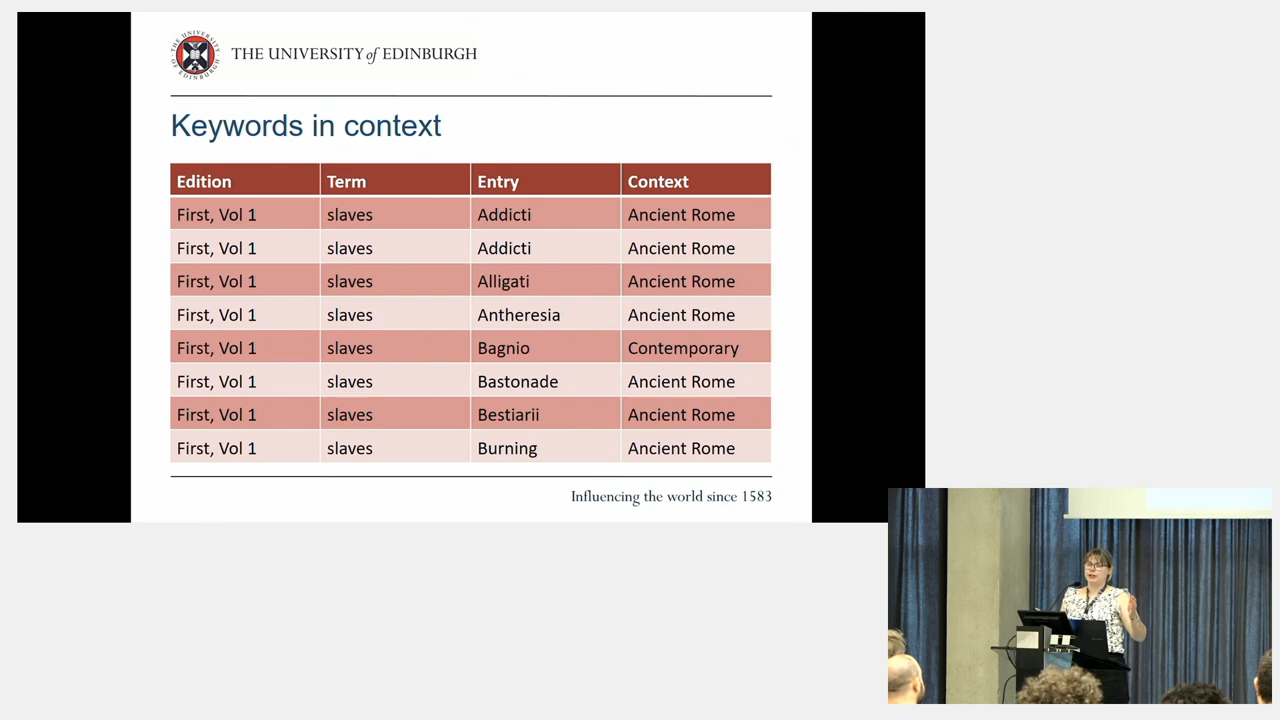 THE UNIVERSITY of EDINBURGH
Keywords in context
Edition Term Entry Context
First, Vol 1 slaves Addicti Ancient Rome
First, Vol 1 slaves Addicti Ancient Rome
First, Vol 1 slaves Alligati Ancient Rome
First, Vol 1 slaves Antheresia Ancient Rome
First, Vol 1 slaves Bagnio Contemporary
First, Vol 1 slaves Bastonade Ancient Rome
First, Vol 1 slaves Bestiarii Ancient Rome
First, Vol 1 slaves Burning Ancient Rome
Influencing the world since 1583